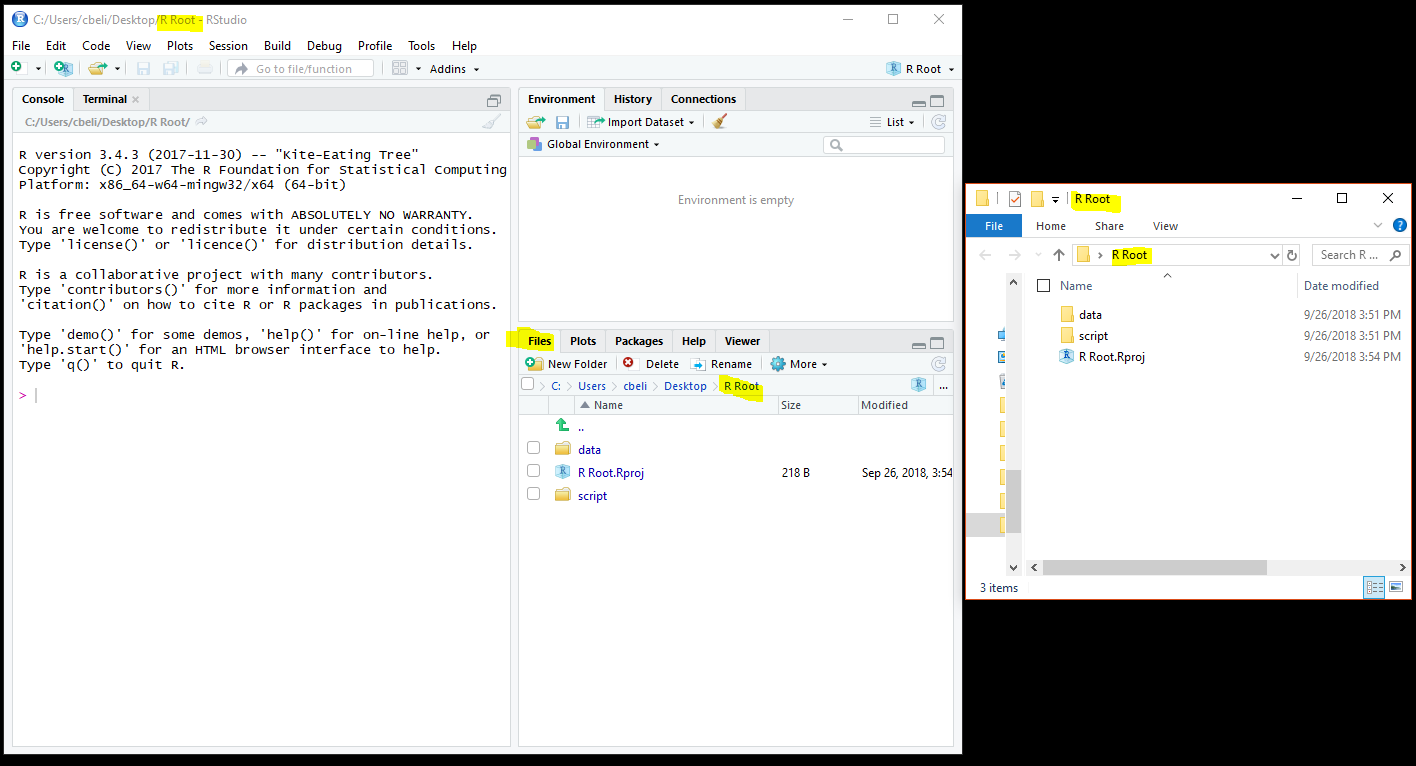 C:/Users/cbeli/Desktop/R Root - RStudio
File Edit Code View Plots Session Build Debug Profile Tools Help
Go to file/function Addins R Root
Console Terminal
C:/Users/cbeli/Desktop/R Root/
R version 3.4.3 (2017-11-30) -- "Kite-Eating Tree"
Copyright (C) 2017 The R Foundation for Statistical Computing
Platform: x86_64-w64-mingw32/x64 (64-bit)
R is free software and comes with ABSOLUTELY NO WARRANTY.
You are welcome to redistribute it under certain conditions.
Type 'license()' or 'licence()' for distribution details.
R is a collaborative project with many contributors.
Type 'contributors()' for more information and
'citation()' on how to cite R or R packages in publications.
Type 'demo()' for some demos, 'help()' for on-line help, or
'help.start()' for an HTML browser interface to help.
Type 'q()' to quit R.
>
Environment History Connections
Import Dataset List
Global Environment
Environment is empty
Files Plots Packages Help Viewer
New Folder Delete Rename More
C: Users cbeli Desktop R Root ...
Name Size Modified
..
data
R Root.Rproj 218 B Sep 26, 2018, 3:54
script
R Root
File Home Share View
R Root Search R ...
Name Date modified
data 9/26/2018 3:51 PM
script 9/26/2018 3:51 PM
R Root.Rproj 9/26/2018 3:54 PM
3 items